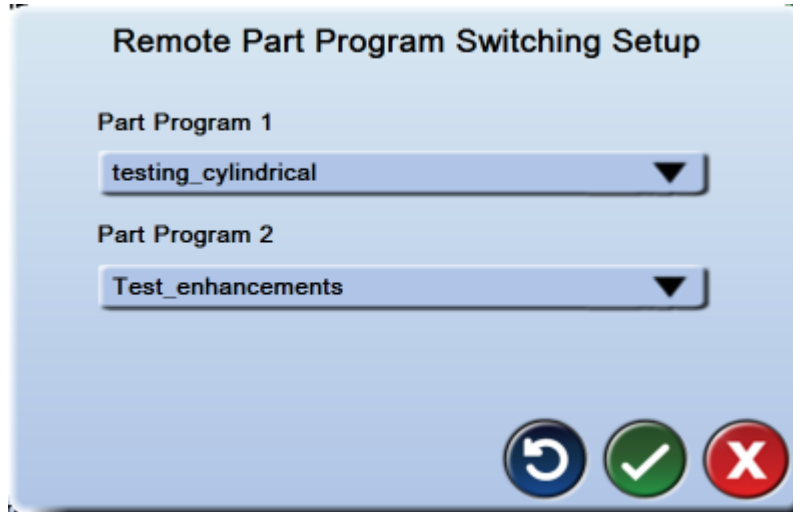 Remote Part Program Switching Setup
Part Program 1
testing_cylindrical
Part Program 2
Test_enhancements